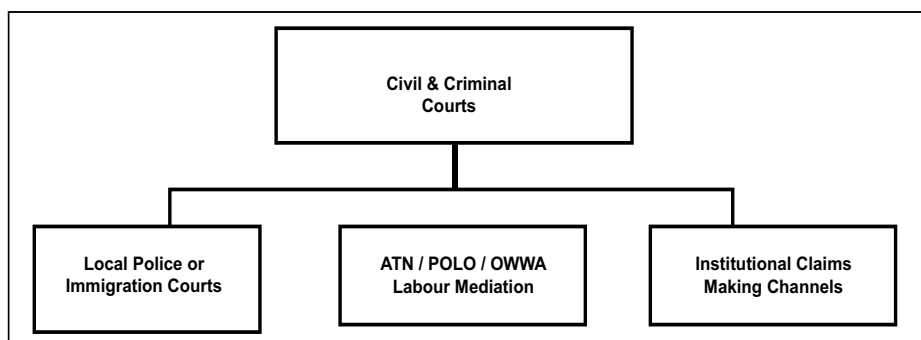 Civil & Criminal
Courts
Local Police or
Immigration Courts
ATN / POLO / OWWA
Labour Mediation
Institutional Claims
Making Channels